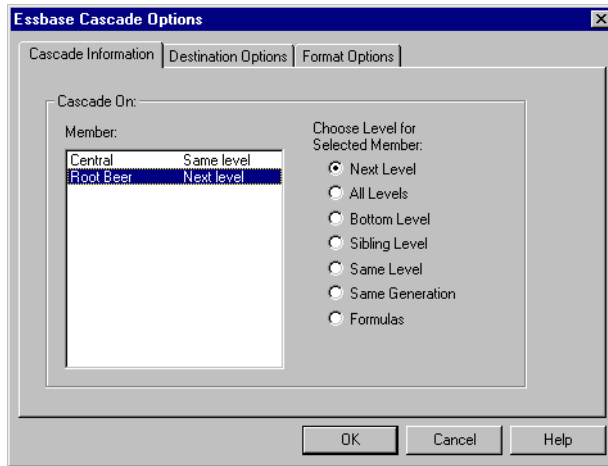 Essbase Cascade Options
Cascade Information Destination Options Format Options
Cascade On:
Member:
Central Same level
Root Beer Next level
Choose Level for
Selected Member:
Next Level
All Levels
Bottom Level
Sibling Level
Same Level
Same Generation
Formulas
OK Cancel Help